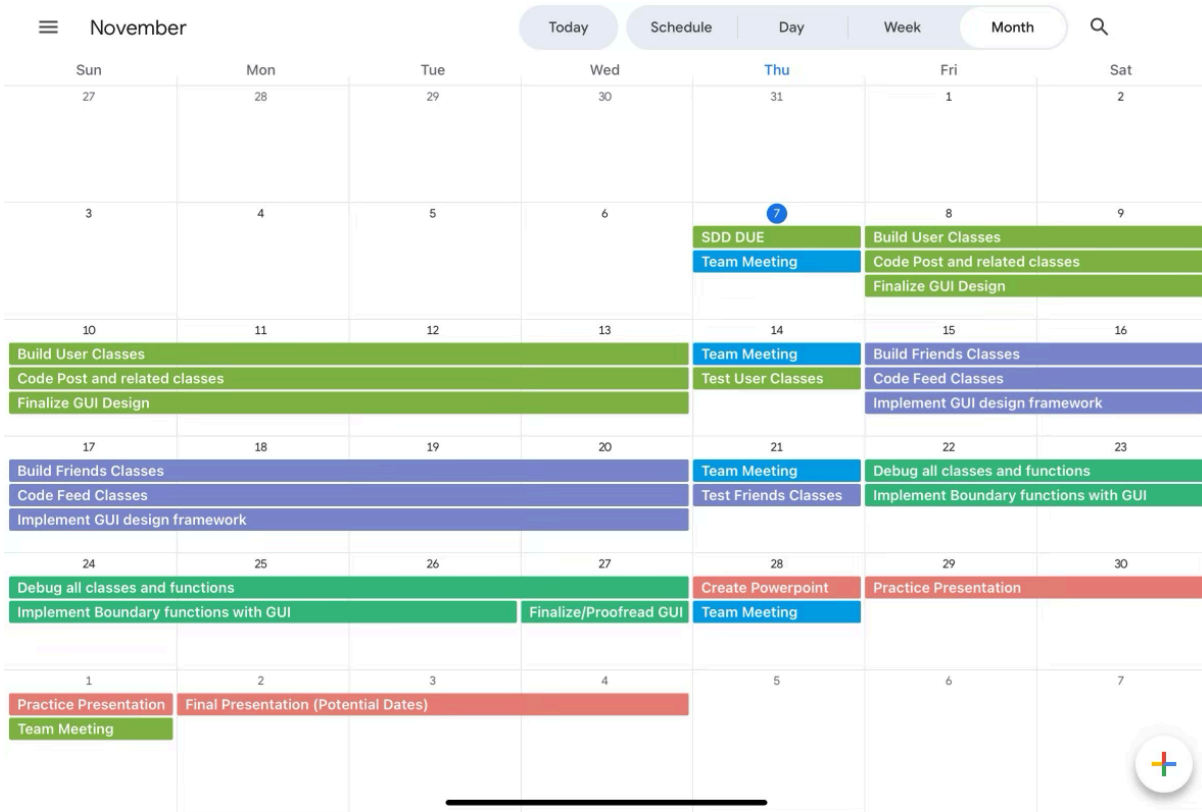 November Today Schedule Day Week Month
Sun Mon Tue Wed Thu Fri Sat
27 28 29 30 31 1 2
3 4 5 6 7 8 9
SDD DUE Build User Classes
Team Meeting Code Post and related classes
Finalize GUI Design
10 11 12 13 14 15 16
Build User Classes Team Meeting Build Friends Classes
Code Post and related classes Test User Classes Code Feed Classes
Finalize GUI Design Implement GUI design framework
17 18 19 20 21 22 23
Build Friends Classes Team Meeting Debug all classes and functions
Code Feed Classes Test Friends Classes Implement Boundary functions with GUI
Implement GUI design framework
24 25 26 27 28 29 30
Debug all classes and functions Create Powerpoint Practice Presentation
Implement Boundary functions with GUI Finalize/Proofread GUI Team Meeting
1 2 3 4 5 6 7
Practice Presentation Final Presentation (Potential Dates)
Team Meeting